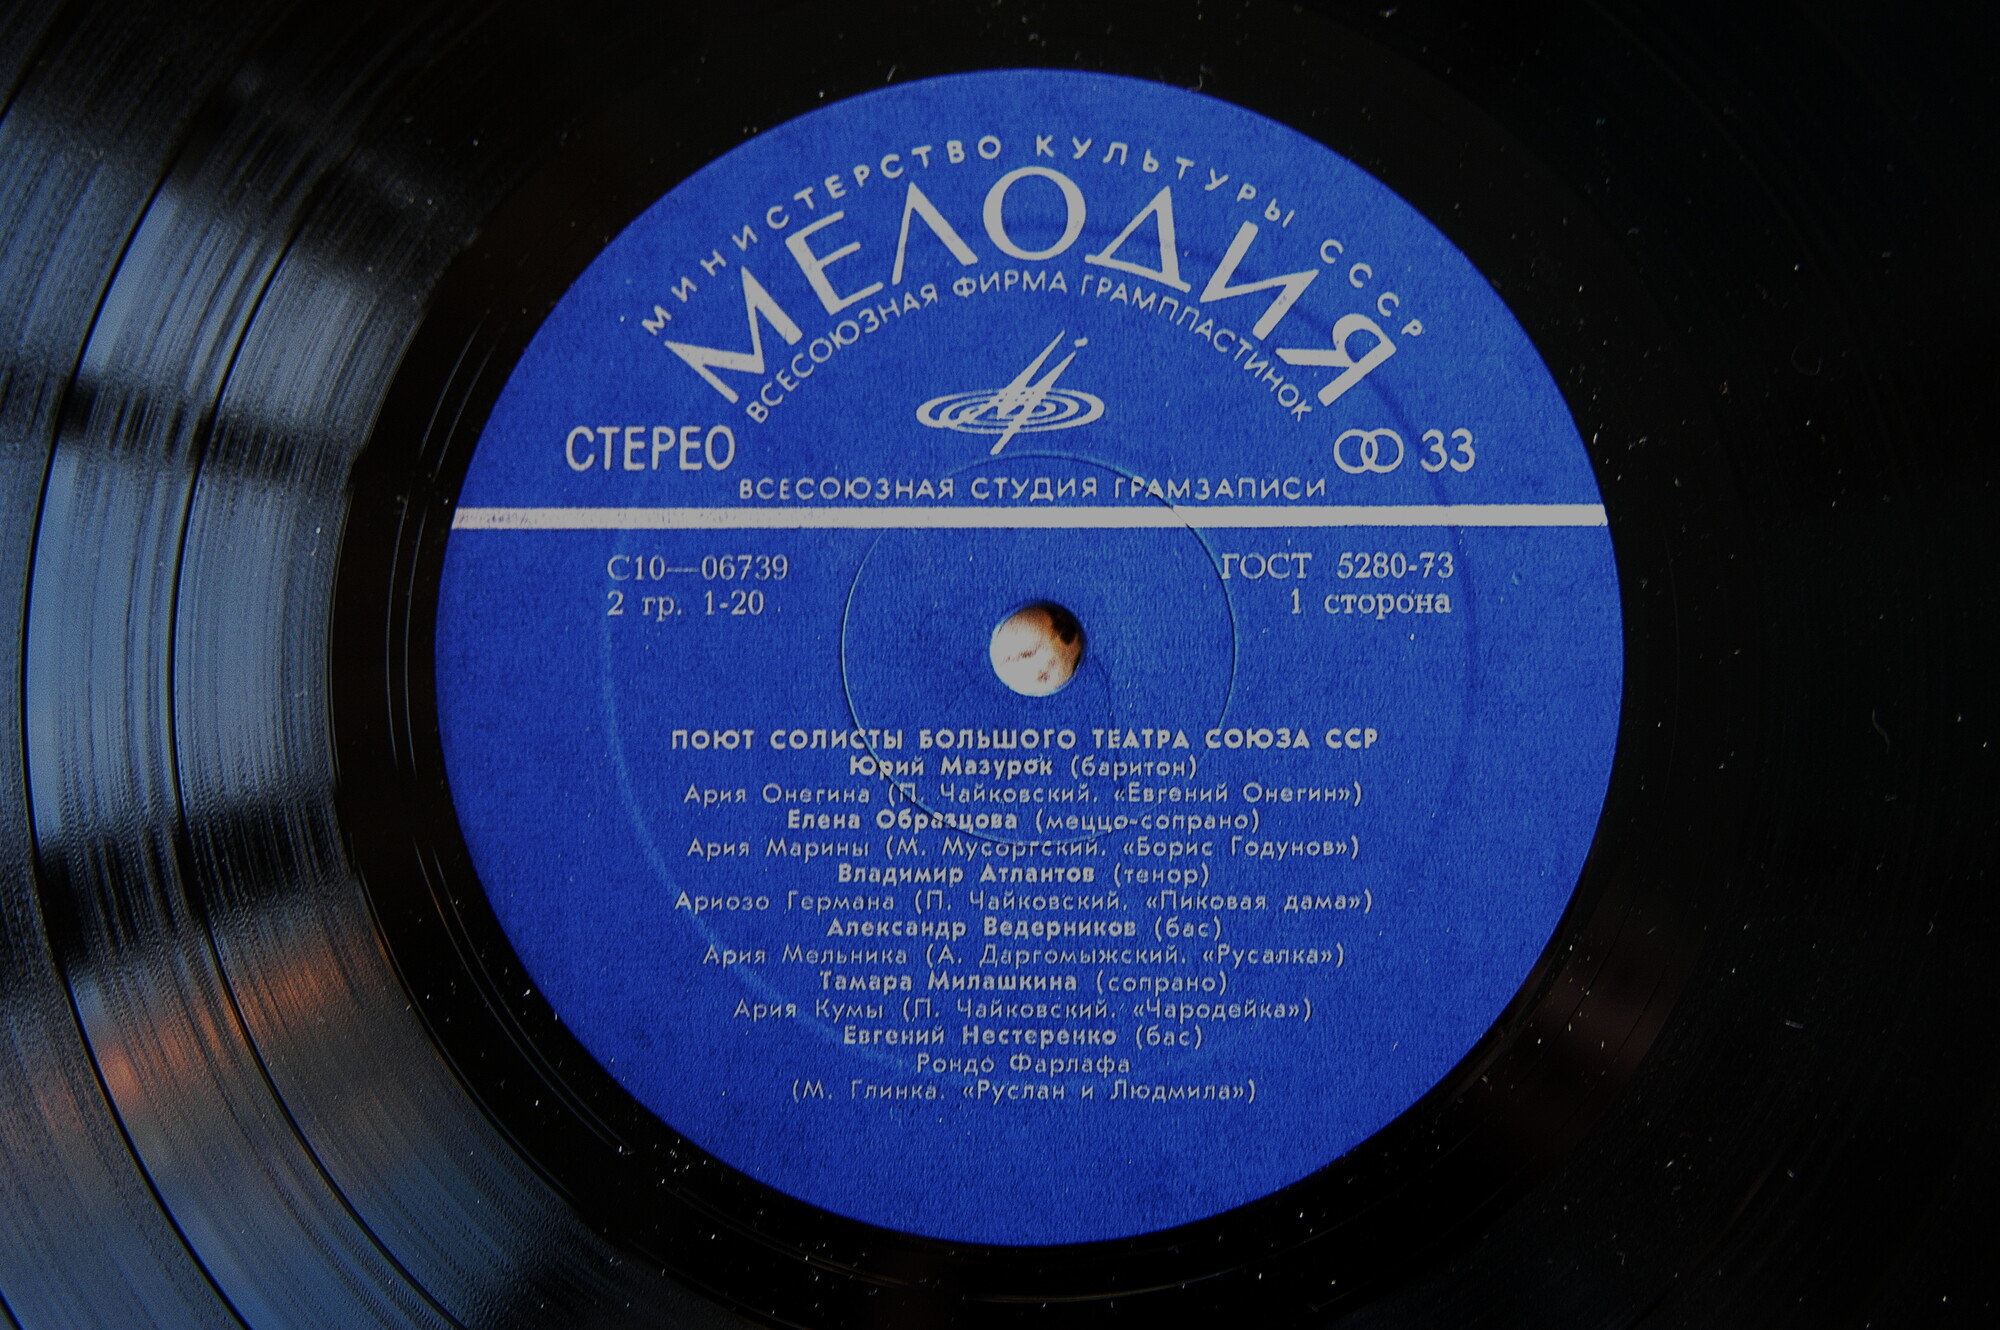 МИНИСТЕРСТВО КУЛЬТУРЫ СССР
МЕЛОДИЯ
ВСЕСОЮЗНАЯ ФИРМА ГРАМПЛАСТИНОК
СТЕРЕО
33
ВСЕСОЮЗНАЯ СТУДИЯ ГРАМЗАПИСИ
С10—06739
ГОСТ 5280-73
2 гр. 1-20
1 сторона
ПОЮТ СОЛИСТЫ БОЛЬШОГО ТЕАТРА СОЮЗА ССР
Юрий Мазурок (баритон)
Ария Онегина (П. Чайковский. «Евгений Онегин»)
Елена Образцова (меццо-сопрано)
Ария Марины (М. Мусоргский. «Борис Годунов»)
Владимир Атлантов (тенор)
Ариозо Германа (П. Чайковский. «Пиковая дама»)
Александр Ведерников (бас)
Ария Мельника (А. Даргомыжский. «Русалка»)
Тамара Милашкина (сопрано)
Ария Кумы (П. Чайковский. «Чародейка»)
Евгений Нестеренко (бас)
Рондо Фарлафа
(М. Глинка. «Руслан и Людмила»)